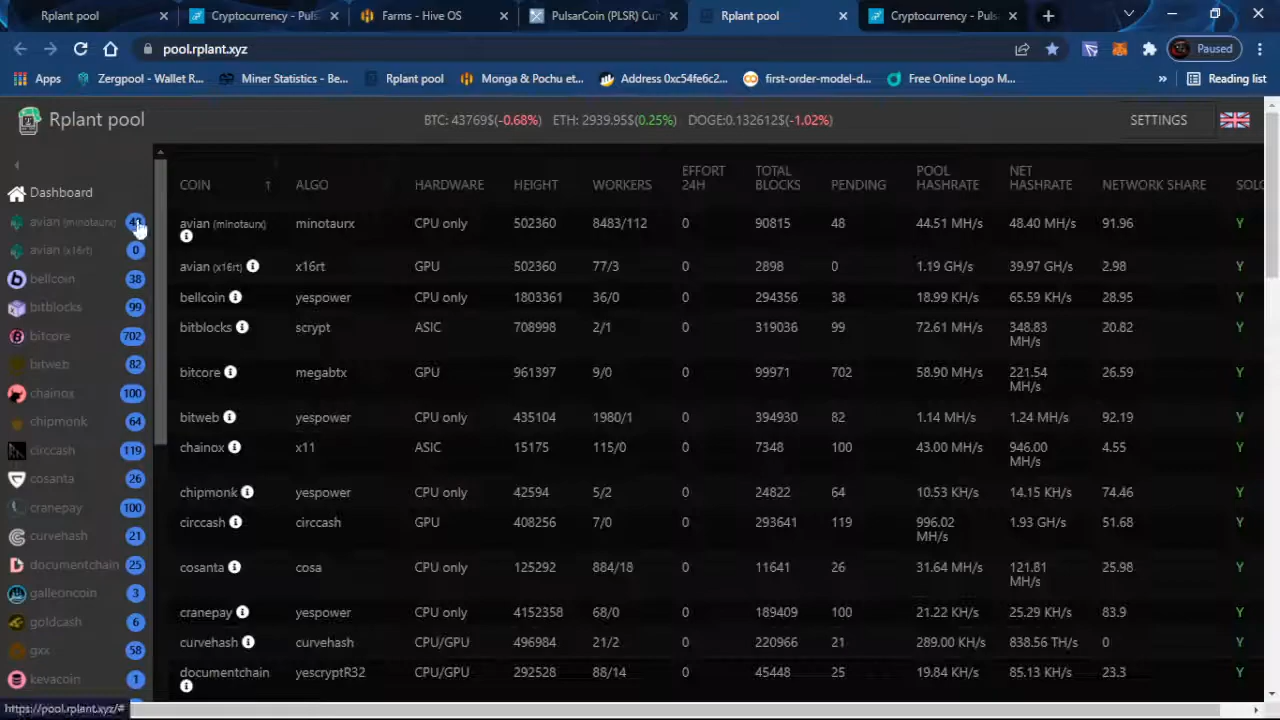 Rplant pool
Cryptocurrency - Puls
Farms - Hive OS
PulsarCoin (PLSR) Cur
Rplant pool
Cryptocurrency - Puls
pool.rplant.xyz
Paused
Apps
Zergpool - Wallet R...
Miner Statistics - Be...
Rplant pool
Monga & Pochu et...
Address 0xc54fe6c2...
first-order-model-d...
Free Online Logo M...
»
Reading list
Rplant pool
BTC: 43769$(-0.68%) ETH: 2939.95$(0.25%) DOGE:0.132612$(-1.02%)
SETTINGS
Dashboard
avian (minotaurx)
avian (x16rt) 0
bellcoin 38
bitblocks 99
bitcore 702
bitweb 82
chainox 100
chipmonk 64
circcash 119
cosanta 26
cranepay 100
curvehash 21
documentchain 25
galleoncoin 3
goldcash 6
gxx 58
kevacoin 1
COIN ↑ ALGO HARDWARE HEIGHT WORKERS EFFORT 24H TOTAL BLOCKS PENDING POOL HASHRATE NET HASHRATE NETWORK SHARE SOLO
avian (minotaurx) minotaurx CPU only 502360 8483/112 0 90815 48 44.51 MH/s 48.40 MH/s 91.96 Y
avian (x16rt) x16rt GPU 502360 77/3 0 2898 0 1.19 GH/s 39.97 GH/s 2.98 Y
bellcoin yespower CPU only 1803361 36/0 0 294356 38 18.99 KH/s 65.59 KH/s 28.95 Y
bitblocks scrypt ASIC 708998 2/1 0 319036 99 72.61 MH/s 348.83 MH/s 20.82 Y
bitcore megabtx GPU 961397 9/0 0 99971 702 58.90 MH/s 221.54 MH/s 26.59 Y
bitweb yespower CPU only 435104 1980/1 0 394930 82 1.14 MH/s 1.24 MH/s 92.19 Y
chainox x11 ASIC 15175 115/0 0 7348 100 43.00 MH/s 946.00 MH/s 4.55 Y
chipmonk yespower CPU only 42594 5/2 0 24822 64 10.53 KH/s 14.15 KH/s 74.46 Y
circcash circcash GPU 408256 7/0 0 293641 119 996.02 MH/s 1.93 GH/s 51.68 Y
cosanta cosa CPU only 125292 884/18 0 11641 26 31.64 MH/s 121.81 MH/s 25.98 Y
cranepay yespower CPU only 4152358 68/0 0 189409 100 21.22 KH/s 25.29 KH/s 83.9 Y
curvehash curvehash CPU/GPU 496984 21/2 0 220966 21 289.00 KH/s 838.56 TH/s 0 Y
documentchain yescryptR32 CPU/GPU 292528 88/14 0 45448 25 19.84 KH/s 85.13 KH/s 23.3 Y
https://pool.rplant.xyz/#